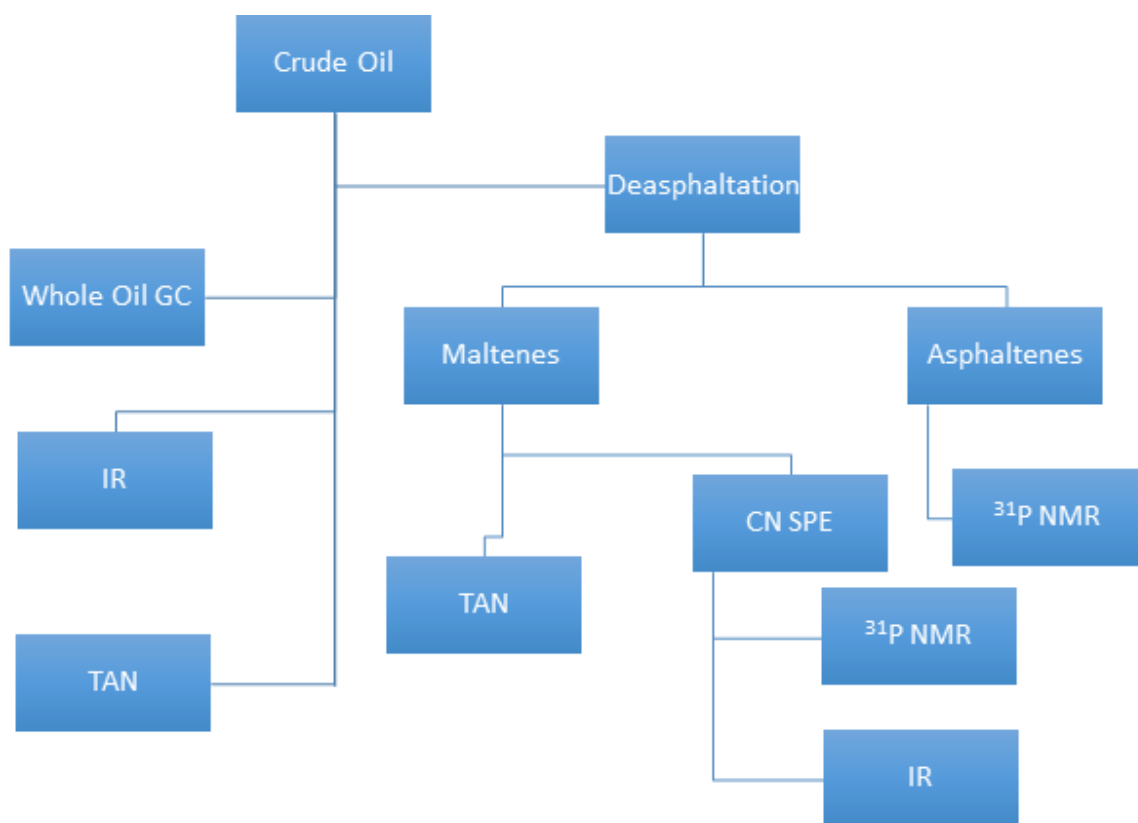 Crude Oil
Deasphaltation
Whole Oil GC
Maltenes
Asphaltenes
IR
CN SPE
³¹P NMR
TAN
³¹P NMR
TAN
IR